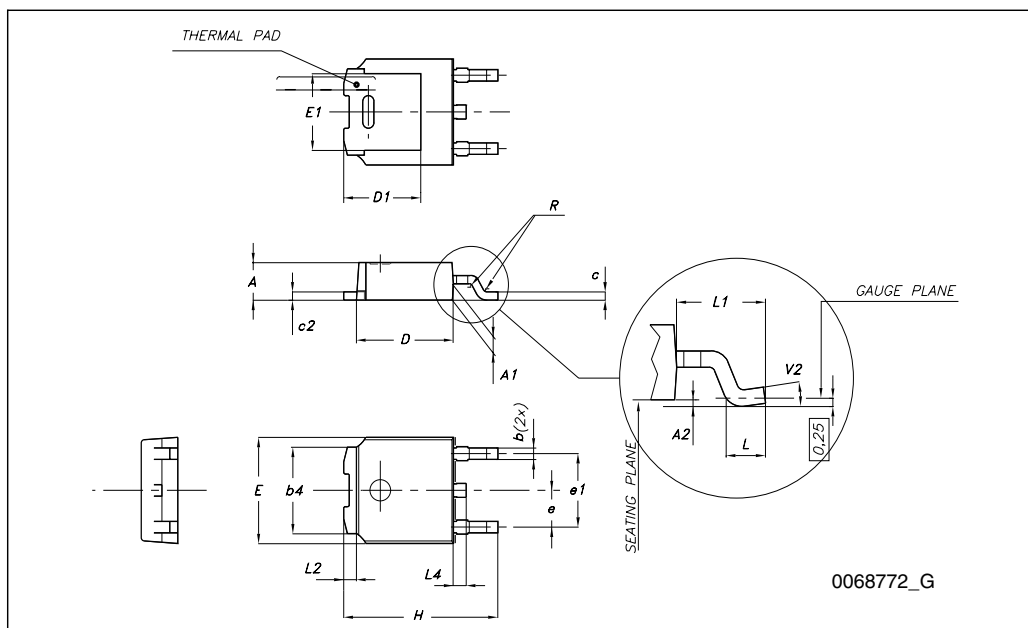 THERMAL PAD
E1
D1
R
A
c
c2
D
A1
L1
GAUGE PLANE
V2
A2
L
0,25
SEATING PLANE
b(2x)
E
b4
e1
e
L2
L4
H
0068772_G